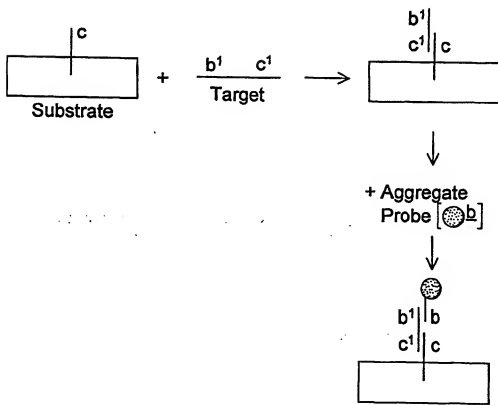 c
Substrate
+
b¹ c¹
Target
b¹
c¹ c
+ Aggregate
Probe [b]
b¹ b
c¹ c